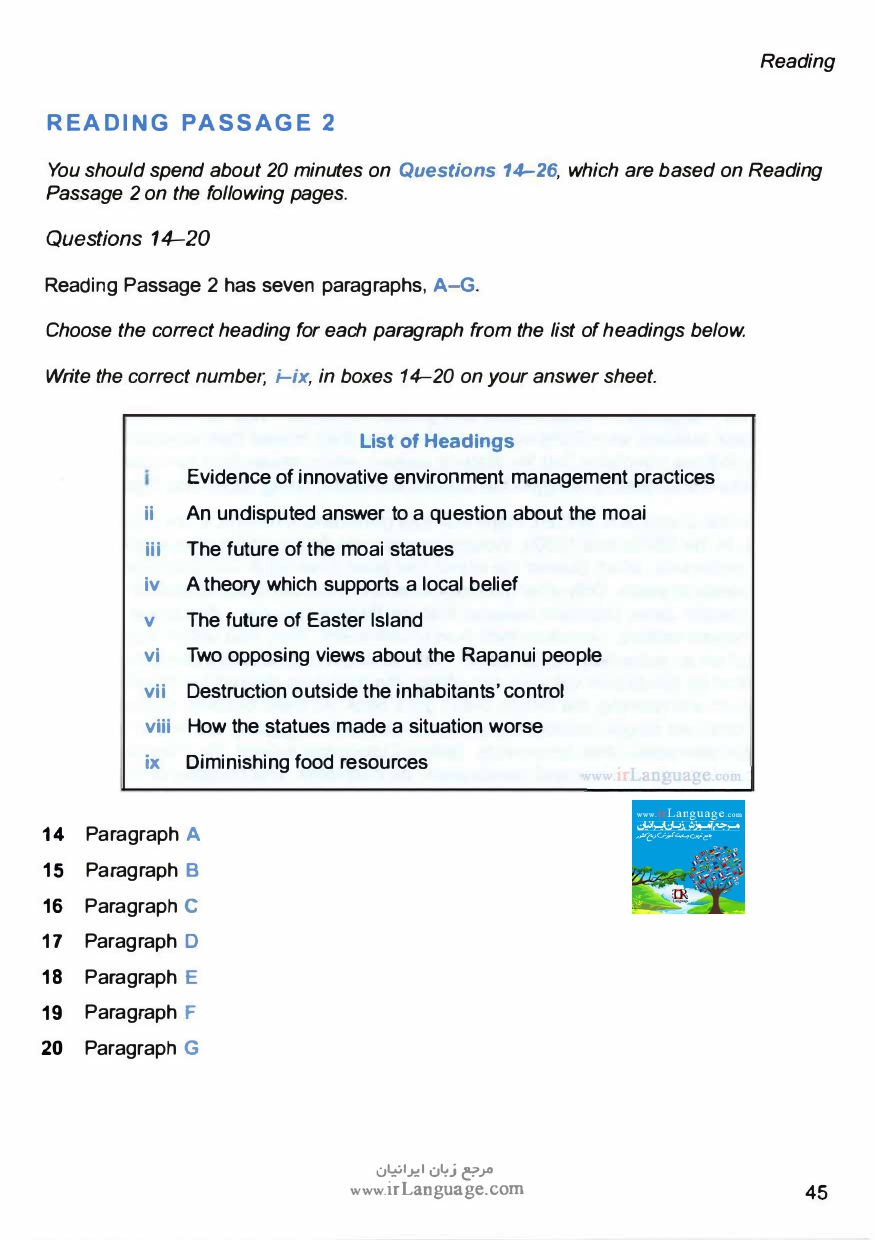 Reading
READING PASSAGE 2
You should spend about 20 minutes on Questions 14–26, which are based on Reading
Passage 2 on the following pages.
Questions 14–20
Reading Passage 2 has seven paragraphs, A–G.
Choose the correct heading for each paragraph from the list of headings below.
Write the correct number, i–ix, in boxes 14–20 on your answer sheet.
List of Headings
i Evidence of innovative environment management practices
ii An undisputed answer to a question about the moai
iii The future of the moai statues
iv A theory which supports a local belief
v The future of Easter Island
vi Two opposing views about the Rapanui people
vii Destruction outside the inhabitants' control
viii How the statues made a situation worse
ix Diminishing food resources
www.irLanguage.com
www.irLanguage.com
مرجع آموزش زبان ایرانیان
14 Paragraph A
15 Paragraph B
16 Paragraph C
17 Paragraph D
18 Paragraph E
19 Paragraph F
20 Paragraph G
مرجع زبان ایرانیان
www.irLanguage.com
45